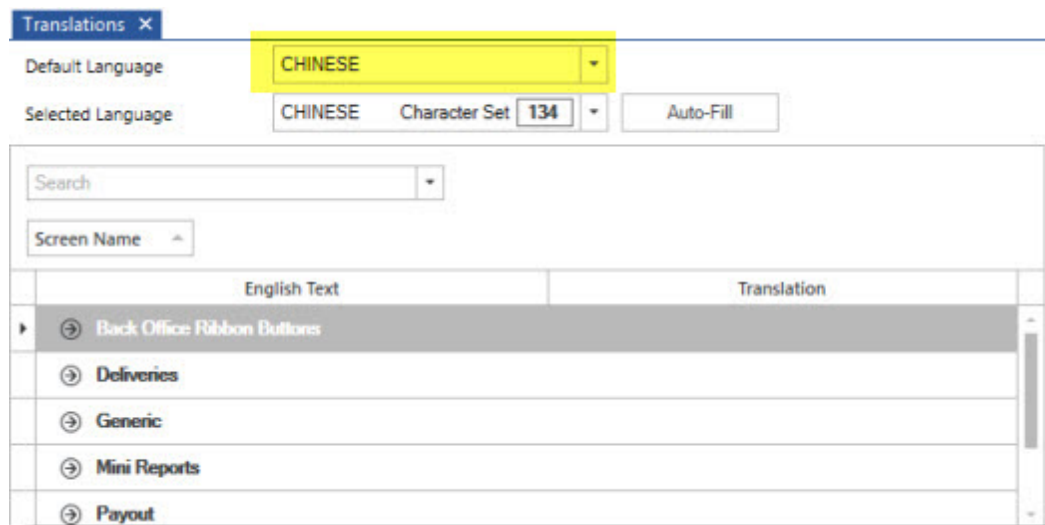 Translations
Default Language CHINESE
Selected Language CHINESE Character Set 134 Auto-Fill
Search
Screen Name
English Text Translation
Back Office Ribbon Buttons
Deliveries
Generic
Mini Reports
Payout